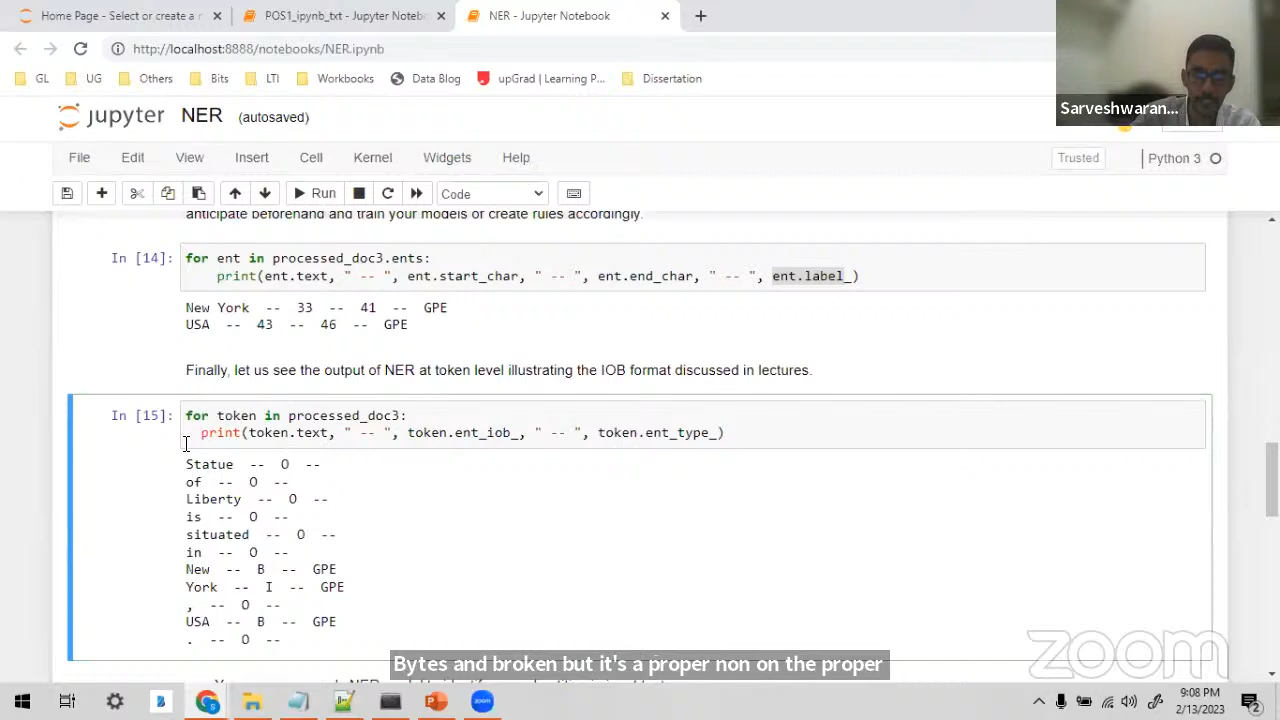 Home Page - Select or create a n
POS1_ipynb_txt - Jupyter Notebo
NER - Jupyter Notebook
http://localhost:8888/notebooks/NER.ipynb
GL UG Others Bits LTI Workbooks Data Blog upGrad | Learning P... Dissertation
Sarveshwaran...
jupyter NER (autosaved)
File Edit View Insert Cell Kernel Widgets Help Trusted Python 3
Run Code
anticipate beforehand and train your models or create rules accordingly.
In [14]: for ent in processed_doc3.ents:
print(ent.text, " -- ", ent.start_char, " -- ", ent.end_char, " -- ", ent.label_)
New York -- 33 -- 41 -- GPE
USA -- 43 -- 46 -- GPE
Finally, let us see the output of NER at token level illustrating the IOB format discussed in lectures.
In [15]: for token in processed_doc3:
print(token.text, " -- ", token.ent_iob_, " -- ", token.ent_type_)
Statue -- O --
of -- O --
Liberty -- O --
is -- O --
situated -- O --
in -- O --
New -- B -- GPE
York -- I -- GPE
, -- O --
USA -- B -- GPE
. -- O --
zoom
Bytes and broken but it's a proper non on the proper
9:08 PM
2/13/2023